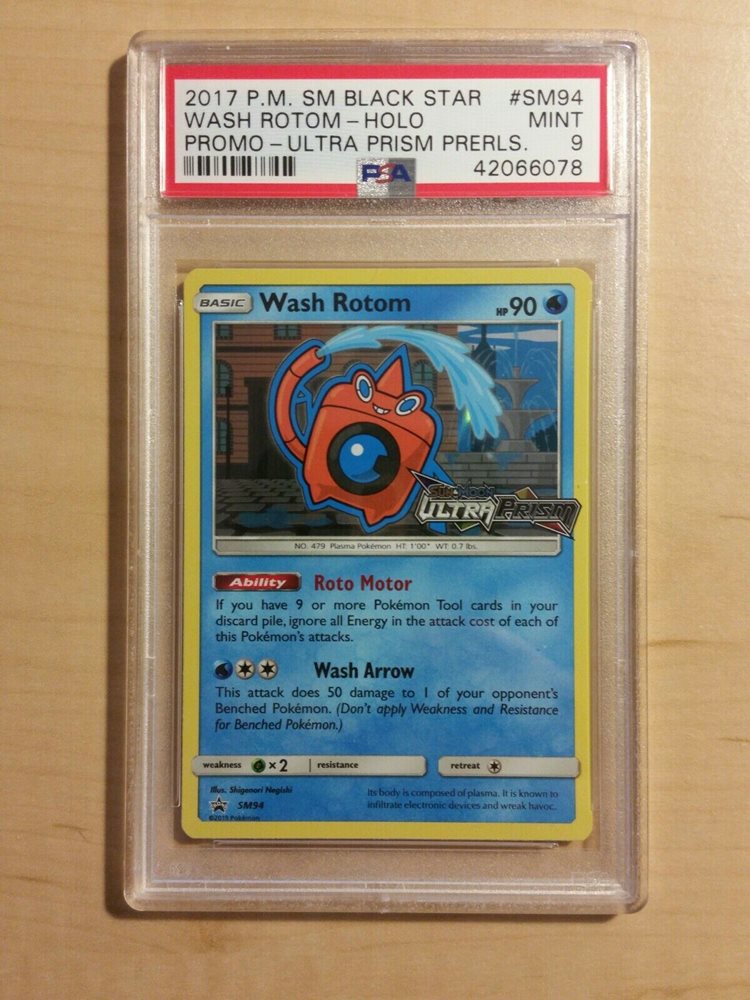 2017 P.M. SM BLACK STAR #SM94
WASH ROTOM-HOLO MINT
PROMO-ULTRA PRISM PRERLS. 9
PSA 42066078
BASIC Wash Rotom HP 90
SUN & MOON
ULTRA PRISM
NO. 479 Plasma Pokémon HT: 1'00" WT: 0.7 lbs.
Ability Roto Motor
If you have 9 or more Pokémon Tool cards in your
discard pile, ignore all Energy in the attack cost of each of
this Pokémon's attacks.
Wash Arrow
This attack does 50 damage to 1 of your opponent's
Benched Pokémon. (Don't apply Weakness and Resistance
for Benched Pokémon.)
weakness ×2 resistance retreat
Illus. Shigenori Negishi
SM94
Its body is composed of plasma. It is known to
infiltrate electronic devices and wreak havoc.